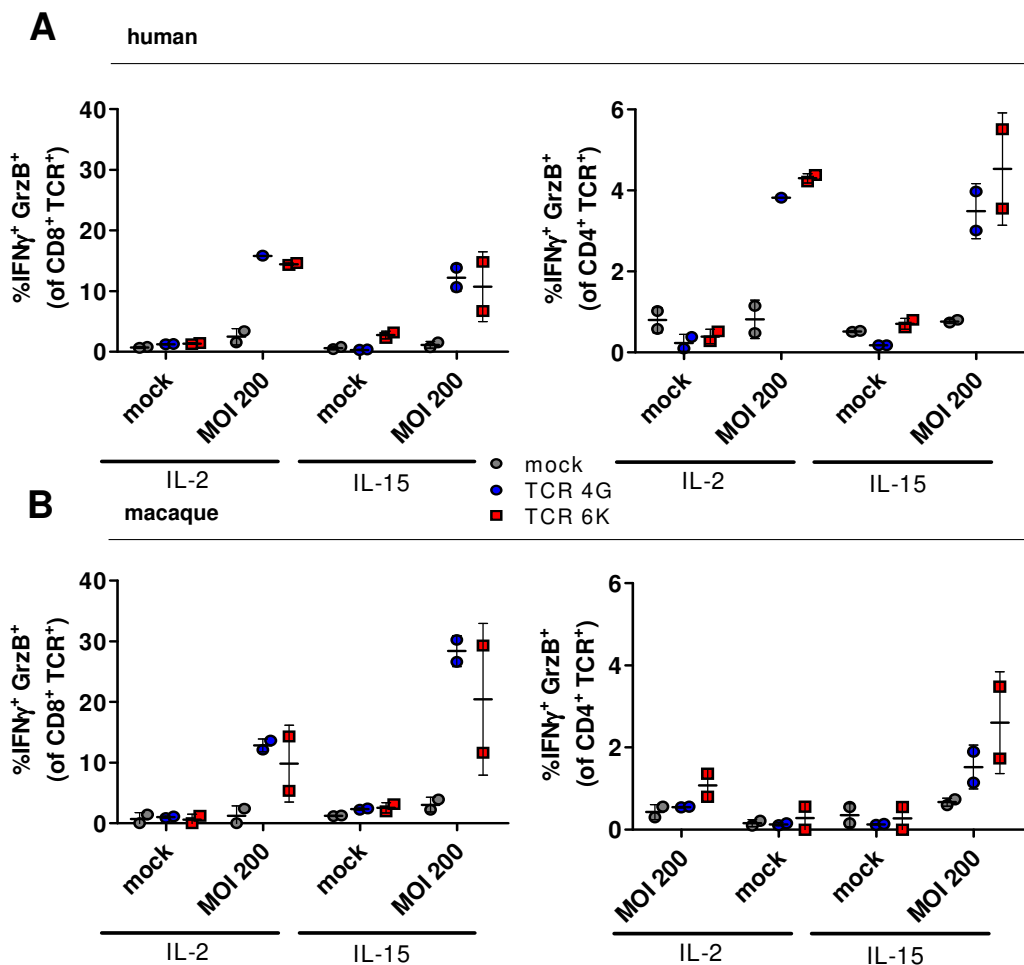 A
human
%IFNγ+ GrzB+
(of CD8+ TCR+)
40
30
20
10
0
mock
MOI 200
mock
MOI 200
IL-2
IL-15
%IFNγ+ GrzB+
(of CD4+ TCR+)
6
4
2
0
mock
MOI 200
mock
MOI 200
IL-2
IL-15
mock
TCR 4G
TCR 6K
B
macaque
%IFNγ+ GrzB+
(of CD8+ TCR+)
40
30
20
10
0
mock
MOI 200
mock
MOI 200
IL-2
IL-15
%IFNγ+ GrzB+
(of CD4+ TCR+)
6
4
2
0
MOI 200
mock
mock
MOI 200
IL-2
IL-15